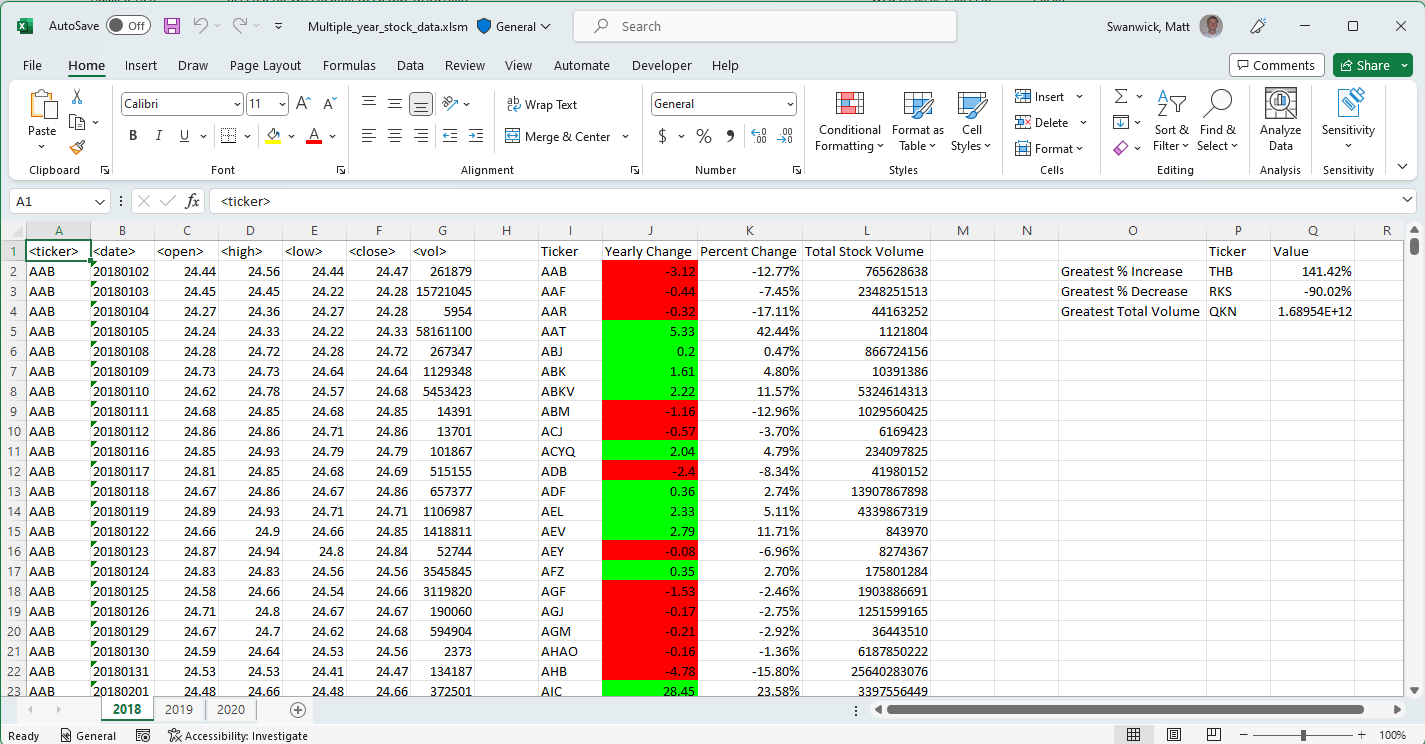 AutoSave Off Multiple_year_stock_data.xlsm General Search Swanwick, Matt
File Home Insert Draw Page Layout Formulas Data Review View Automate Developer Help Comments Share
Paste Calibri 11 A A ab Wrap Text General Conditional Formatting Format as Table Cell Styles Insert Sort & Filter Find & Select Analyze Data Sensitivity
B I U A Merge & Center $ % Delete
Format
Clipboard Font Alignment Number Styles Cells Editing Analysis Sensitivity
A1 fx <ticker>
A B C D E F G H I J K L M N O P Q R
1 <ticker> <date> <open> <high> <low> <close> <vol> Ticker Yearly Change Percent Change Total Stock Volume Ticker Value
2 AAB 20180102 24.44 24.56 24.44 24.47 261879 AAB -3.12 -12.77% 765628638 Greatest % Increase THB 141.42%
3 AAB 20180103 24.45 24.45 24.22 24.28 15721045 AAF -0.44 -7.45% 2348251513 Greatest % Decrease RKS -90.02%
4 AAB 20180104 24.27 24.36 24.27 24.28 5954 AAR -0.32 -17.11% 44163252 Greatest Total Volume QKN 1.68954E+12
5 AAB 20180105 24.24 24.33 24.22 24.33 58161100 AAT 5.33 42.44% 1121804
6 AAB 20180108 24.28 24.72 24.28 24.72 267347 ABJ 0.2 0.47% 866724156
7 AAB 20180109 24.73 24.73 24.64 24.64 1129348 ABK 1.61 4.80% 10391386
8 AAB 20180110 24.62 24.78 24.57 24.68 5453423 ABKV 2.22 11.57% 5324614313
9 AAB 20180111 24.68 24.85 24.68 24.85 14391 ABM -1.16 -12.96% 1029560425
10 AAB 20180112 24.86 24.86 24.71 24.86 13701 ACJ -0.57 -3.70% 6169423
11 AAB 20180116 24.85 24.93 24.79 24.79 101867 ACYQ 2.04 4.79% 234097825
12 AAB 20180117 24.81 24.85 24.68 24.69 515155 ADB -2.4 -8.34% 41980152
13 AAB 20180118 24.67 24.86 24.67 24.86 657377 ADF 0.36 2.74% 13907867898
14 AAB 20180119 24.89 24.93 24.71 24.71 1106987 AEL 2.33 5.11% 4339867319
15 AAB 20180122 24.66 24.9 24.66 24.85 1418811 AEV 2.79 11.71% 843970
16 AAB 20180123 24.87 24.94 24.8 24.84 52744 AEY -0.08 -6.96% 8274367
17 AAB 20180124 24.83 24.83 24.56 24.56 3545845 AFZ 0.35 2.70% 175801284
18 AAB 20180125 24.58 24.66 24.54 24.66 3119820 AGF -1.53 -2.46% 1903886691
19 AAB 20180126 24.71 24.8 24.67 24.67 190060 AGJ -0.17 -2.75% 1251599165
20 AAB 20180129 24.67 24.7 24.62 24.68 594904 AGM -0.21 -2.92% 36443510
21 AAB 20180130 24.59 24.64 24.53 24.56 2373 AHAO -0.16 -1.36% 6187850222
22 AAB 20180131 24.53 24.53 24.41 24.47 134187 AHB -4.78 -15.80% 25640283076
23 AAB 20180201 24.48 24.66 24.48 24.66 372501 AIC 28.45 23.58% 3397556449
2018 2019 2020
Ready General Accessibility: Investigate 100%